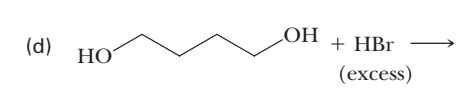 (d) HO OH + HBr ⟶
(excess)